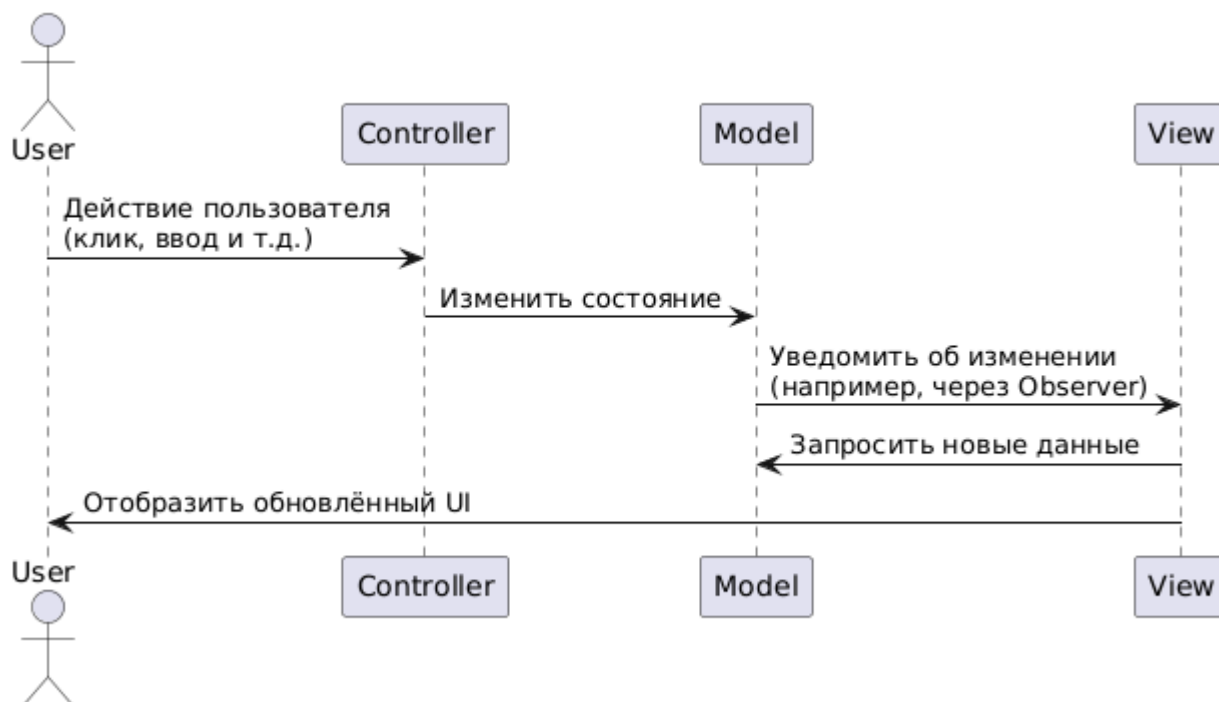 User
Controller
Model
View
Действие пользователя
(клик, ввод и т.д.)
Изменить состояние
Уведомить об изменении
(например, через Observer)
Запросить новые данные
Отобразить обновлённый UI
User
Controller
Model
View